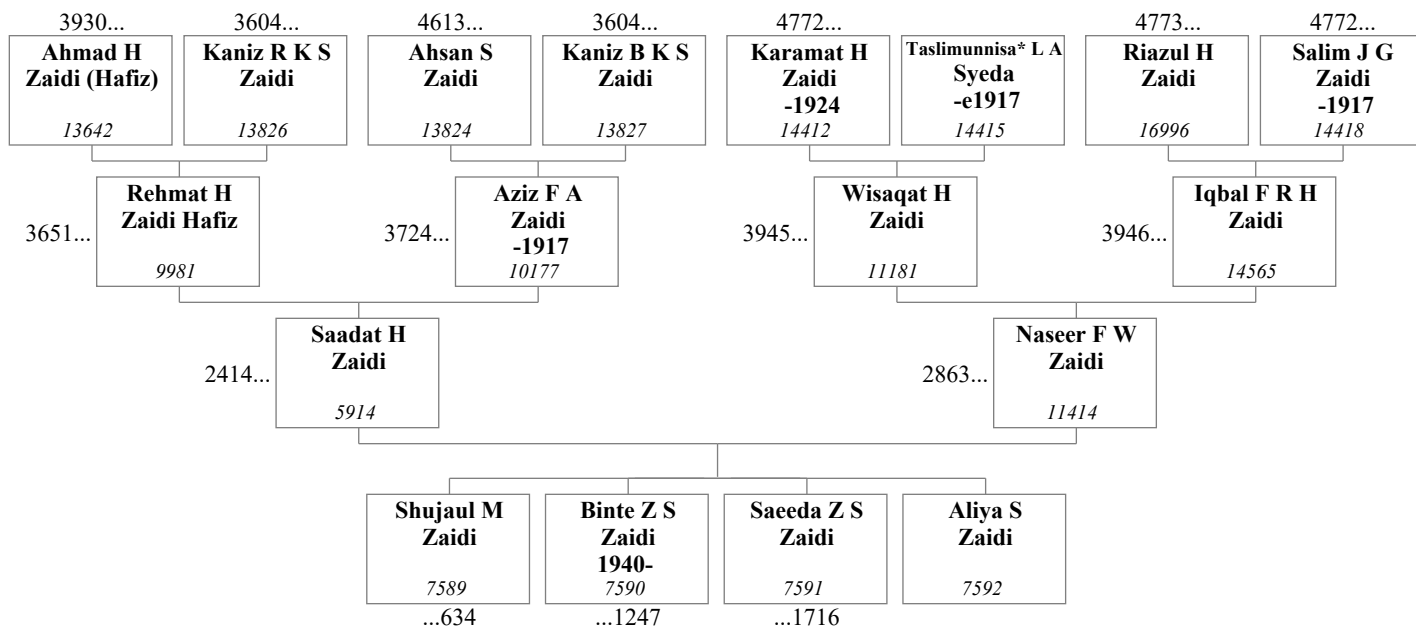 3930... 3604... 4613... 3604... 4772... 4773... 4772...
Ahmad H
Zaidi (Hafiz)
13642
Kaniz R K S
Zaidi
13826
Ahsan S
Zaidi
13824
Kaniz B K S
Zaidi
13827
Karamat H
Zaidi
-1924
14412
Taslimunnisa* L A
Syeda
-e1917
14415
Riazul H
Zaidi
16996
Salim J G
Zaidi
-1917
14418
3651...
Rehmat H
Zaidi Hafiz
9981
3724...
Aziz F A
Zaidi
-1917
10177
3945...
Wisaqat H
Zaidi
11181
3946...
Iqbal F R H
Zaidi
14565
2414...
Saadat H
Zaidi
5914
2863...
Naseer F W
Zaidi
11414
Shujaul M
Zaidi
7589
...634
Binte Z S
Zaidi
1940-
7590
...1247
Saeeda Z S
Zaidi
7591
...1716
Aliya S
Zaidi
7592